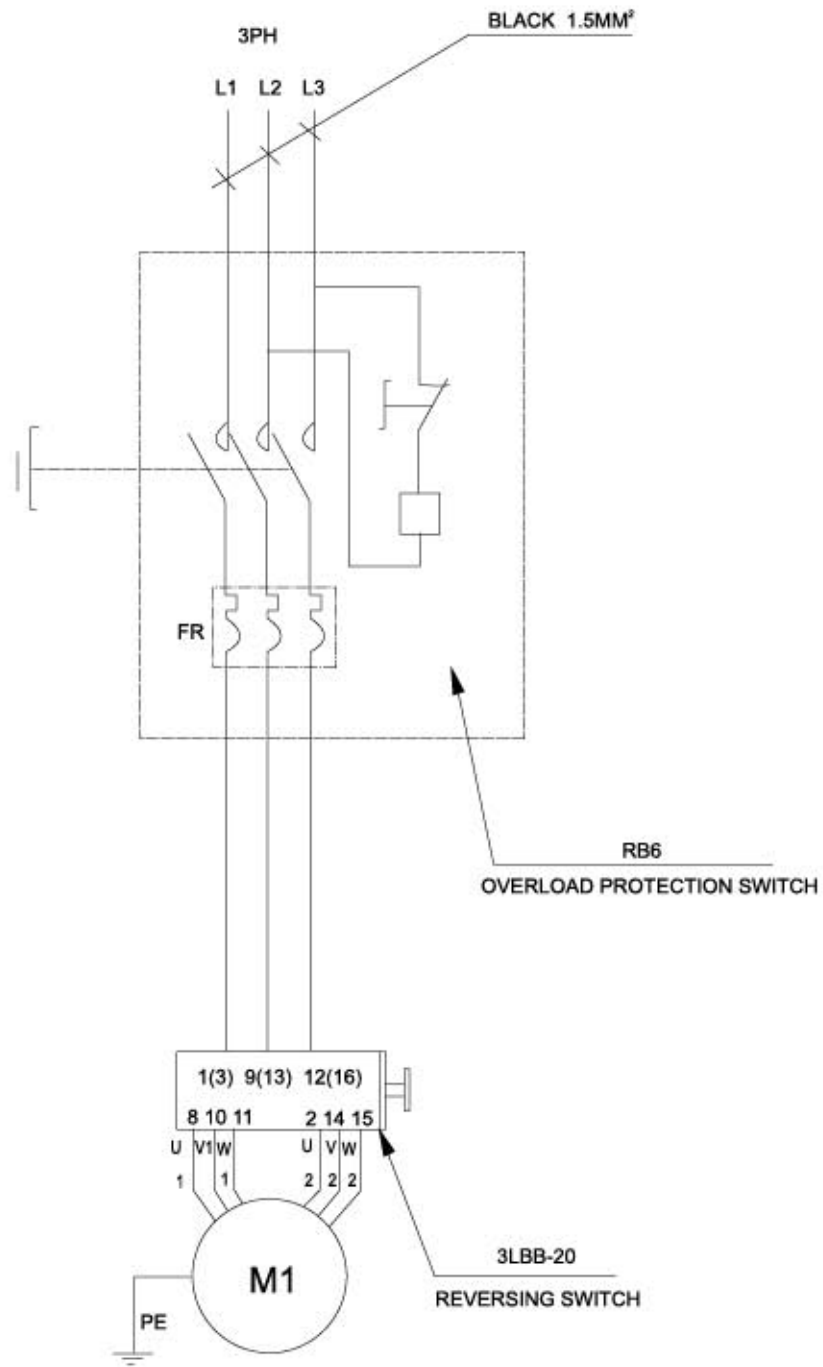 BLACK 1.5MM²
3PH
L1 L2 L3
FR
RB6
OVERLOAD PROTECTION SWITCH
1(3) 9(13) 12(16)
8 10 11 2 14 15
U V1 W U V W
1 1 2 2 2
M1
3LBB-20
REVERSING SWITCH
PE